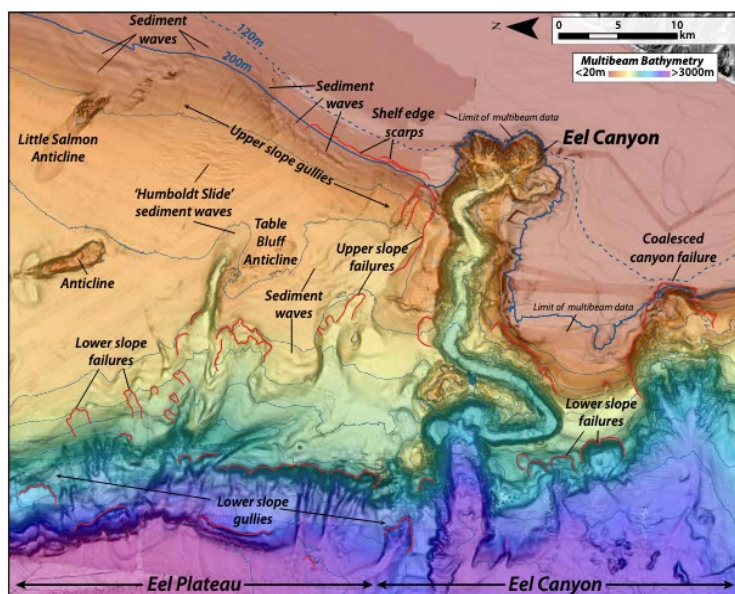 Sediment
waves
120m
200m
Sediment
waves
Shelf edge
scarps
Limit of multibeam data
Eel Canyon
N
0 5 10
km
Multibeam Bathymetry
<20m >3000m
Little Salmon
Anticline
Upper slope gullies
'Humboldt Slide'
sediment waves
Table
Bluff
Anticline
Upper slope
failures
Coalesced
canyon failure
Anticline
Sediment
waves
Limit of multibeam data
Lower slope
failures
Lower slope
failures
Lower slope
gullies
Eel Plateau
Eel Canyon